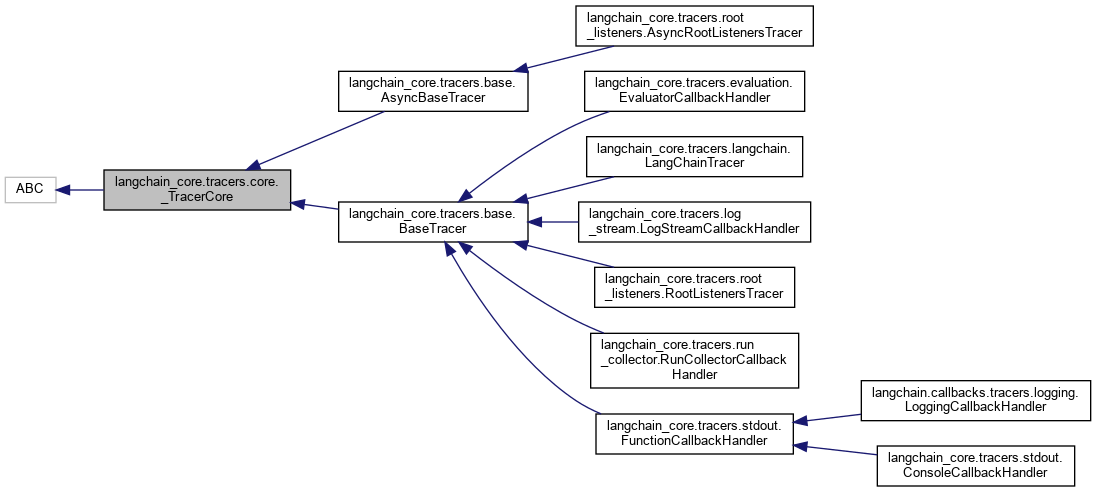 langchain_core.tracers.root
_listeners.AsyncRootListenersTracer
langchain_core.tracers.base.
AsyncBaseTracer
langchain_core.tracers.evaluation.
EvaluatorCallbackHandler
langchain_core.tracers.langchain.
LangChainTracer
ABC
langchain_core.tracers.core.
_TracerCore
langchain_core.tracers.base.
BaseTracer
langchain_core.tracers.log
_stream.LogStreamCallbackHandler
langchain_core.tracers.root
_listeners.RootListenersTracer
langchain_core.tracers.run
_collector.RunCollectorCallback
Handler
langchain.callbacks.tracers.logging.
LoggingCallbackHandler
langchain_core.tracers.stdout.
FunctionCallbackHandler
langchain_core.tracers.stdout.
ConsoleCallbackHandler